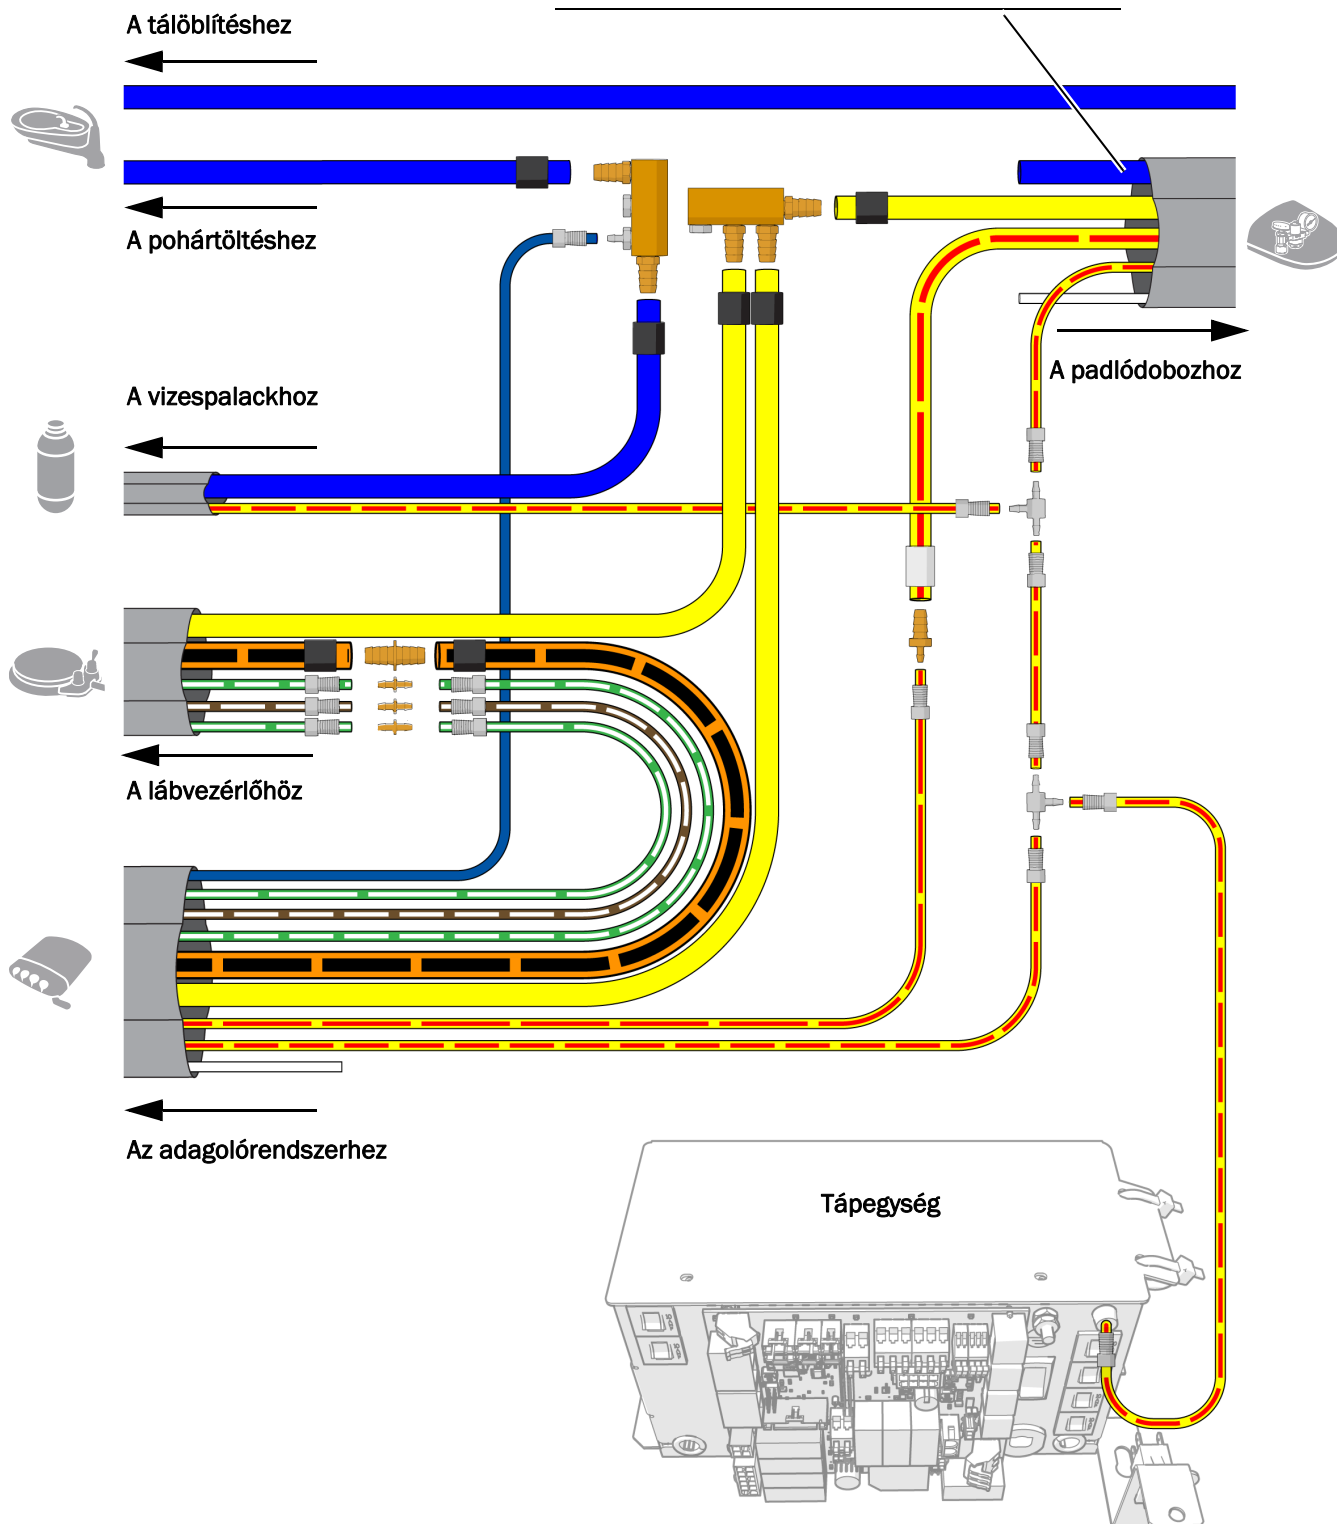 A tálöblítéshez
A pohártöltéshez
A vizespalackhoz
A padlódobozhoz
A lábvezérlőhöz
Az adagolórendszerhez
Tápegység